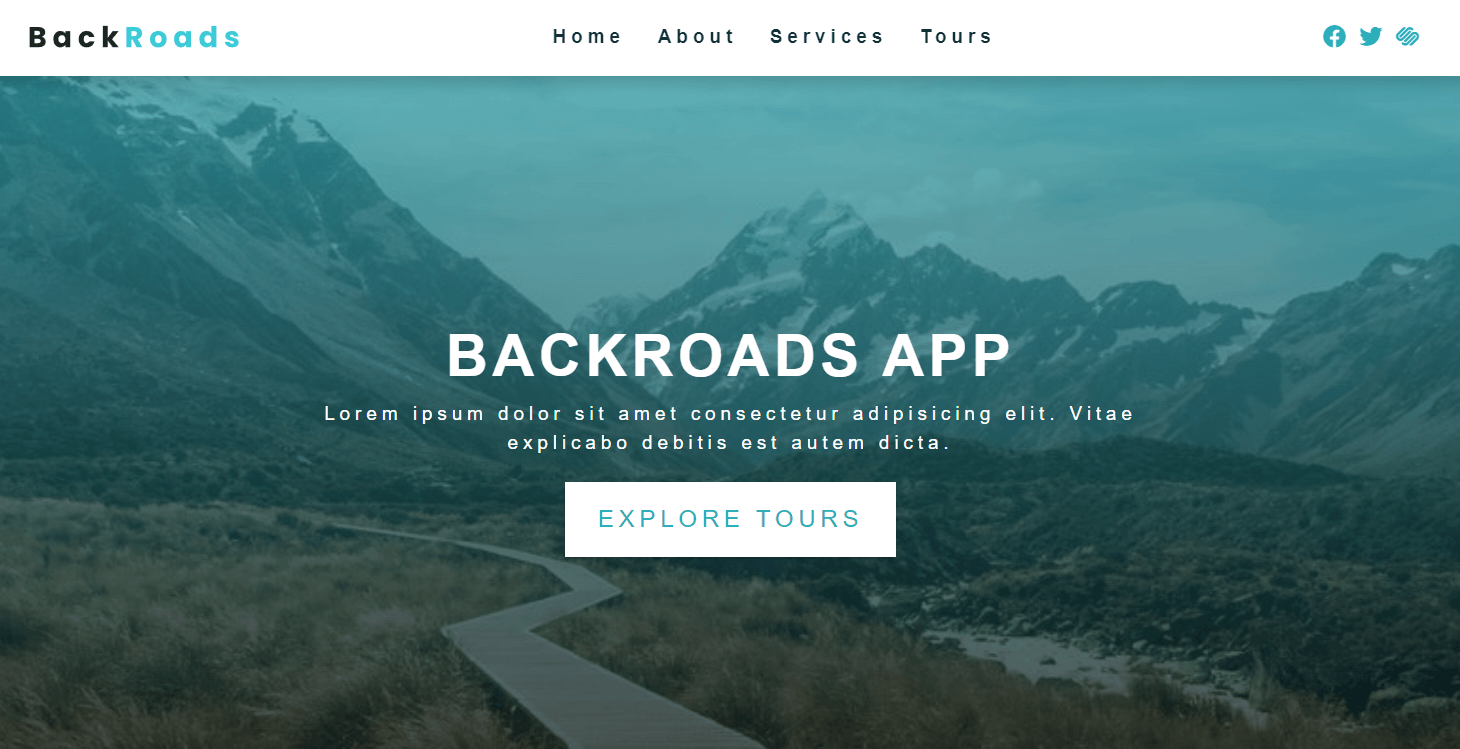 BackRoads
Home About Services Tours
BACKROADS APP
Lorem ipsum dolor sit amet consectetur adipisicing elit. Vitae
explicabo debitis est autem dicta.
EXPLORE TOURS